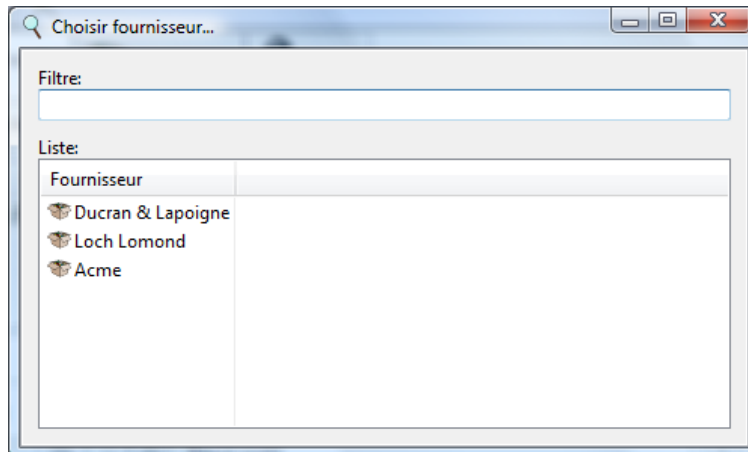 Choisir fournisseur...
Filtre:
Liste:
Fournisseur
Ducran & Lapoigne
Loch Lomond
Acme